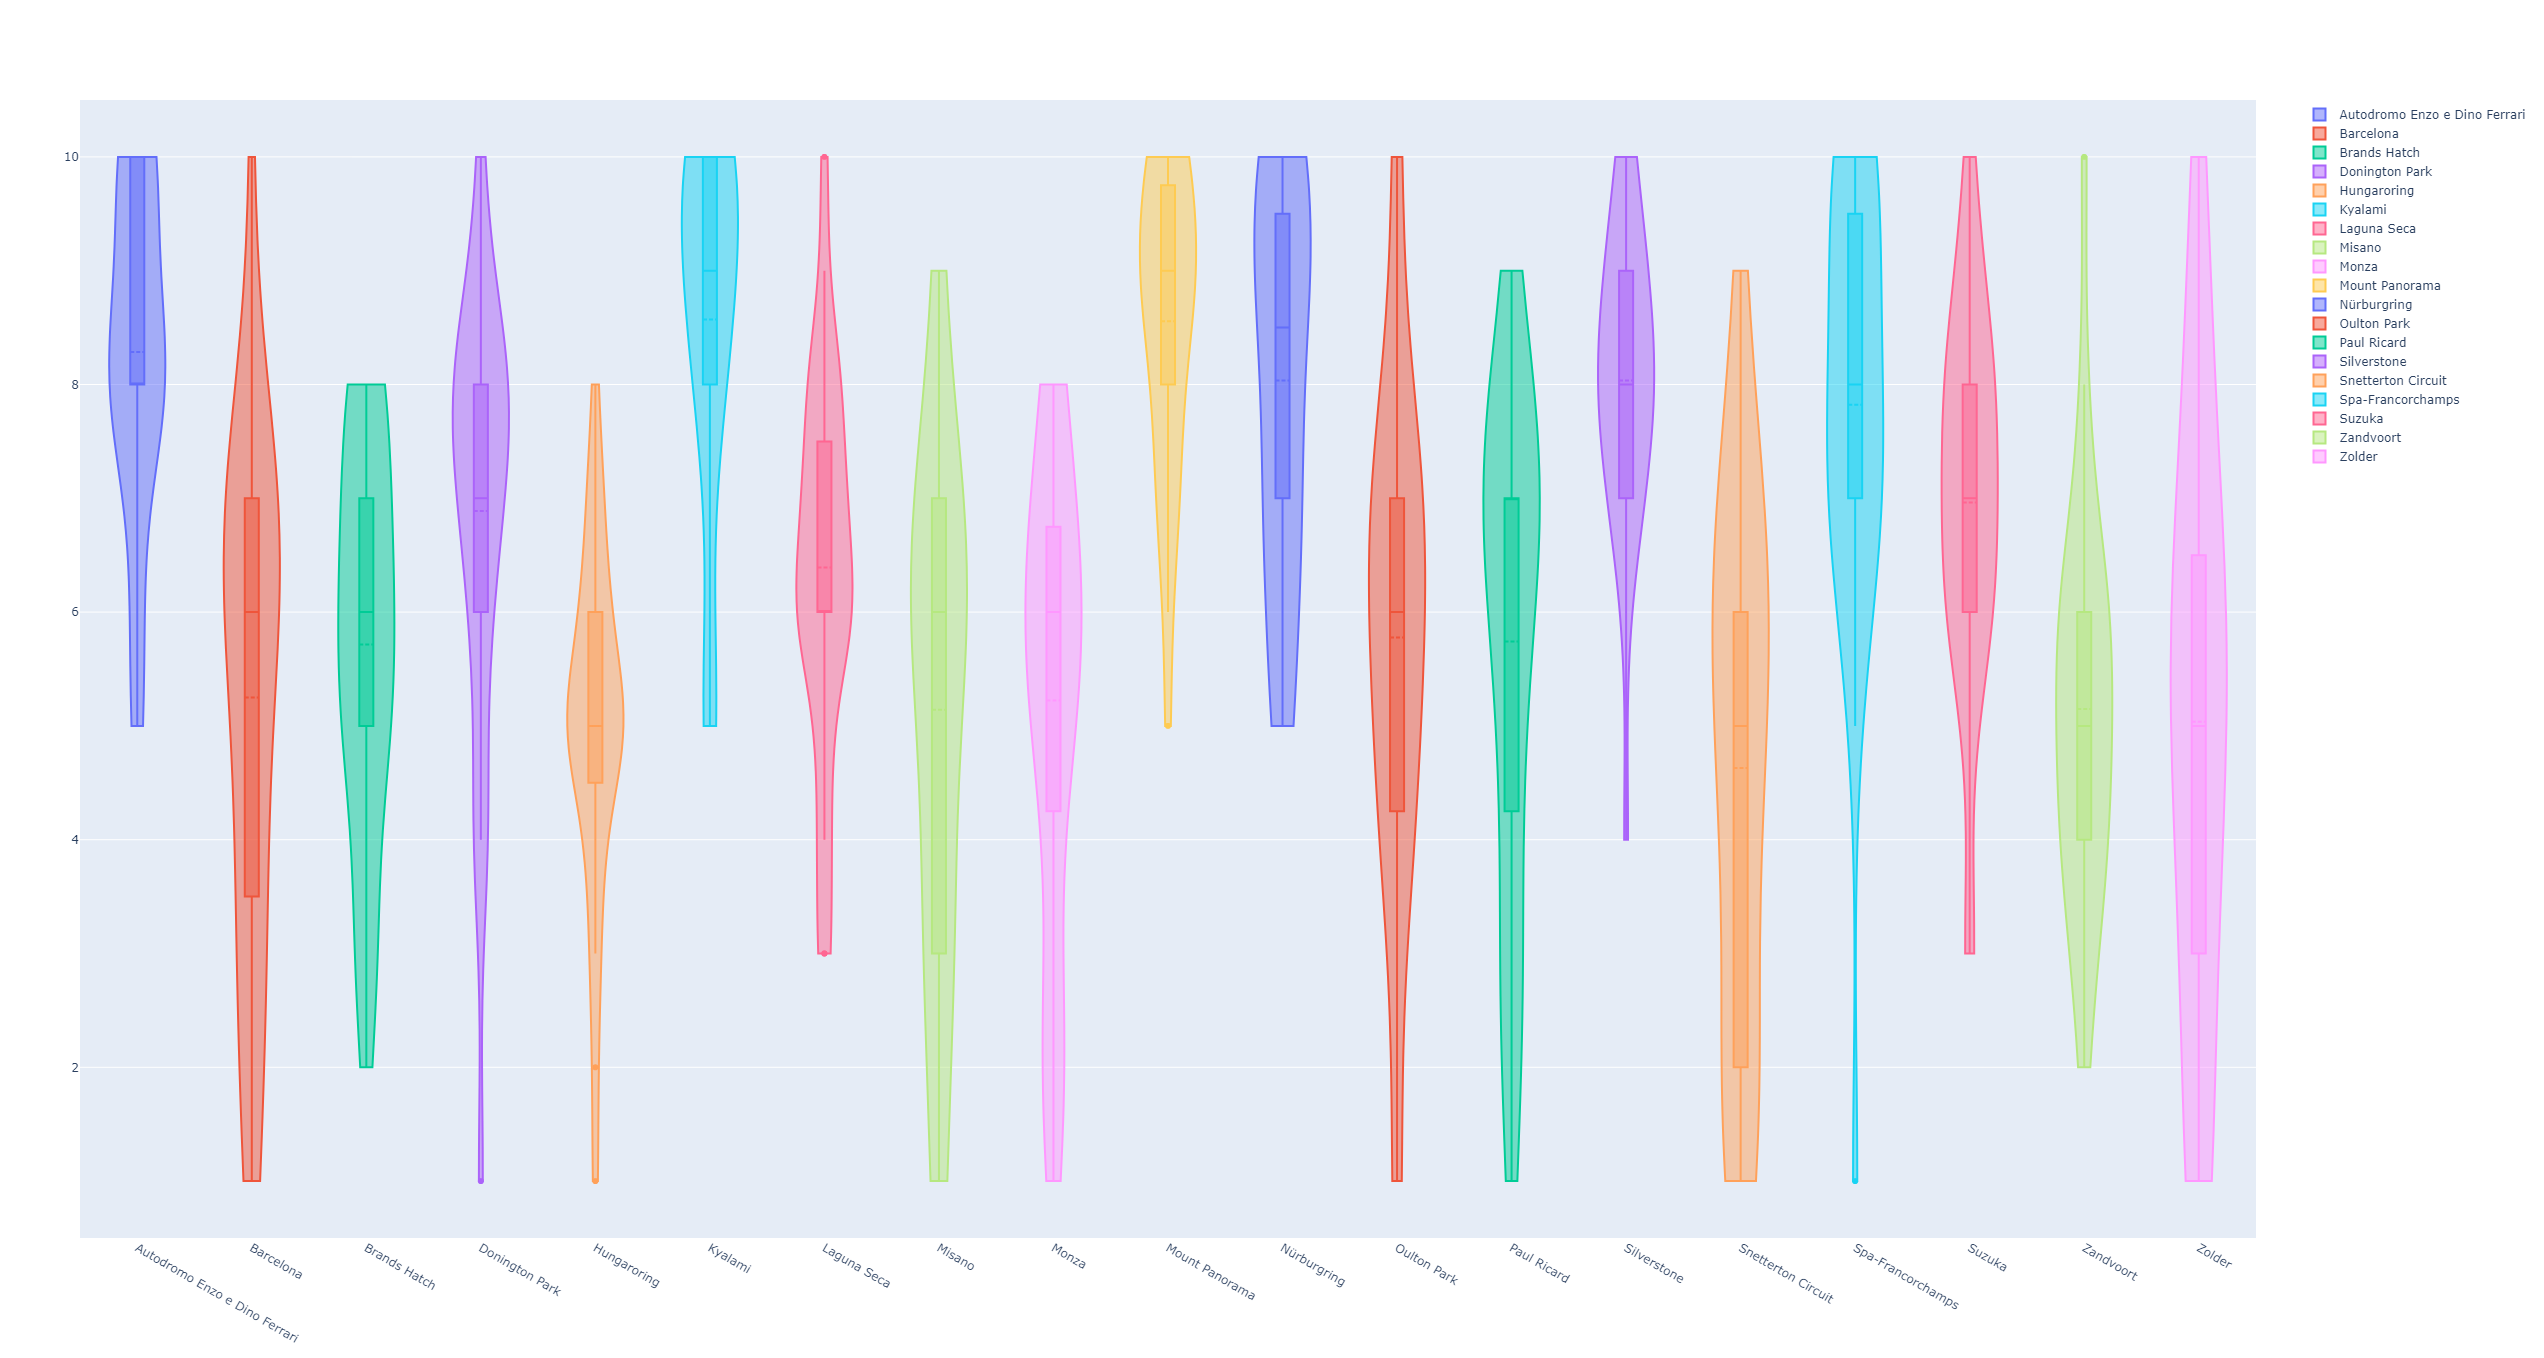 10
8
6
4
2
Autodromo Enzo e Dino Ferrari
Barcelona
Brands Hatch
Donington Park
Hungaroring
Kyalami
Laguna Seca
Misano
Monza
Mount Panorama
Nürburgring
Oulton Park
Paul Ricard
Silverstone
Snetterton Circuit
Spa-Francorchamps
Suzuka
Zandvoort
Zolder
Autodromo Enzo e Dino Ferrari
Barcelona
Brands Hatch
Donington Park
Hungaroring
Kyalami
Laguna Seca
Misano
Monza
Mount Panorama
Nürburgring
Oulton Park
Paul Ricard
Silverstone
Snetterton Circuit
Spa-Francorchamps
Suzuka
Zandvoort
Zolder